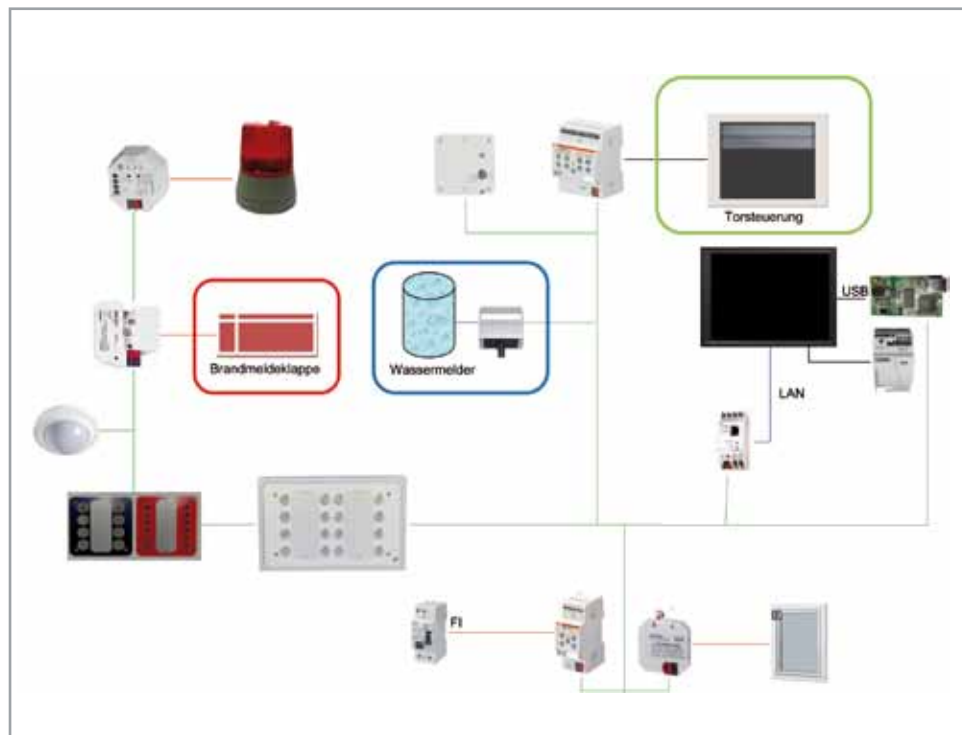 Torsteuerung
USB
Brandmeldeklappe
Wassermelder
LAN
FI